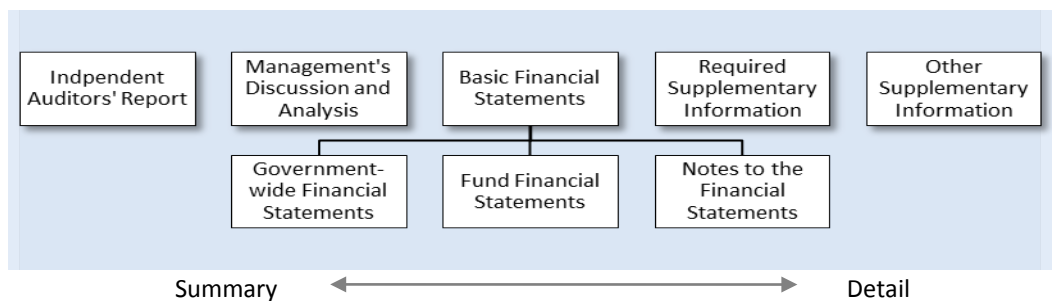 Indpendent
Auditors' Report
Management's
Discussion and
Analysis
Basic Financial
Statements
Required
Supplementary
Information
Other
Supplementary
Information
Government-
wide Financial
Statements
Fund Financial
Statements
Notes to the
Financial
Statements
Summary
Detail